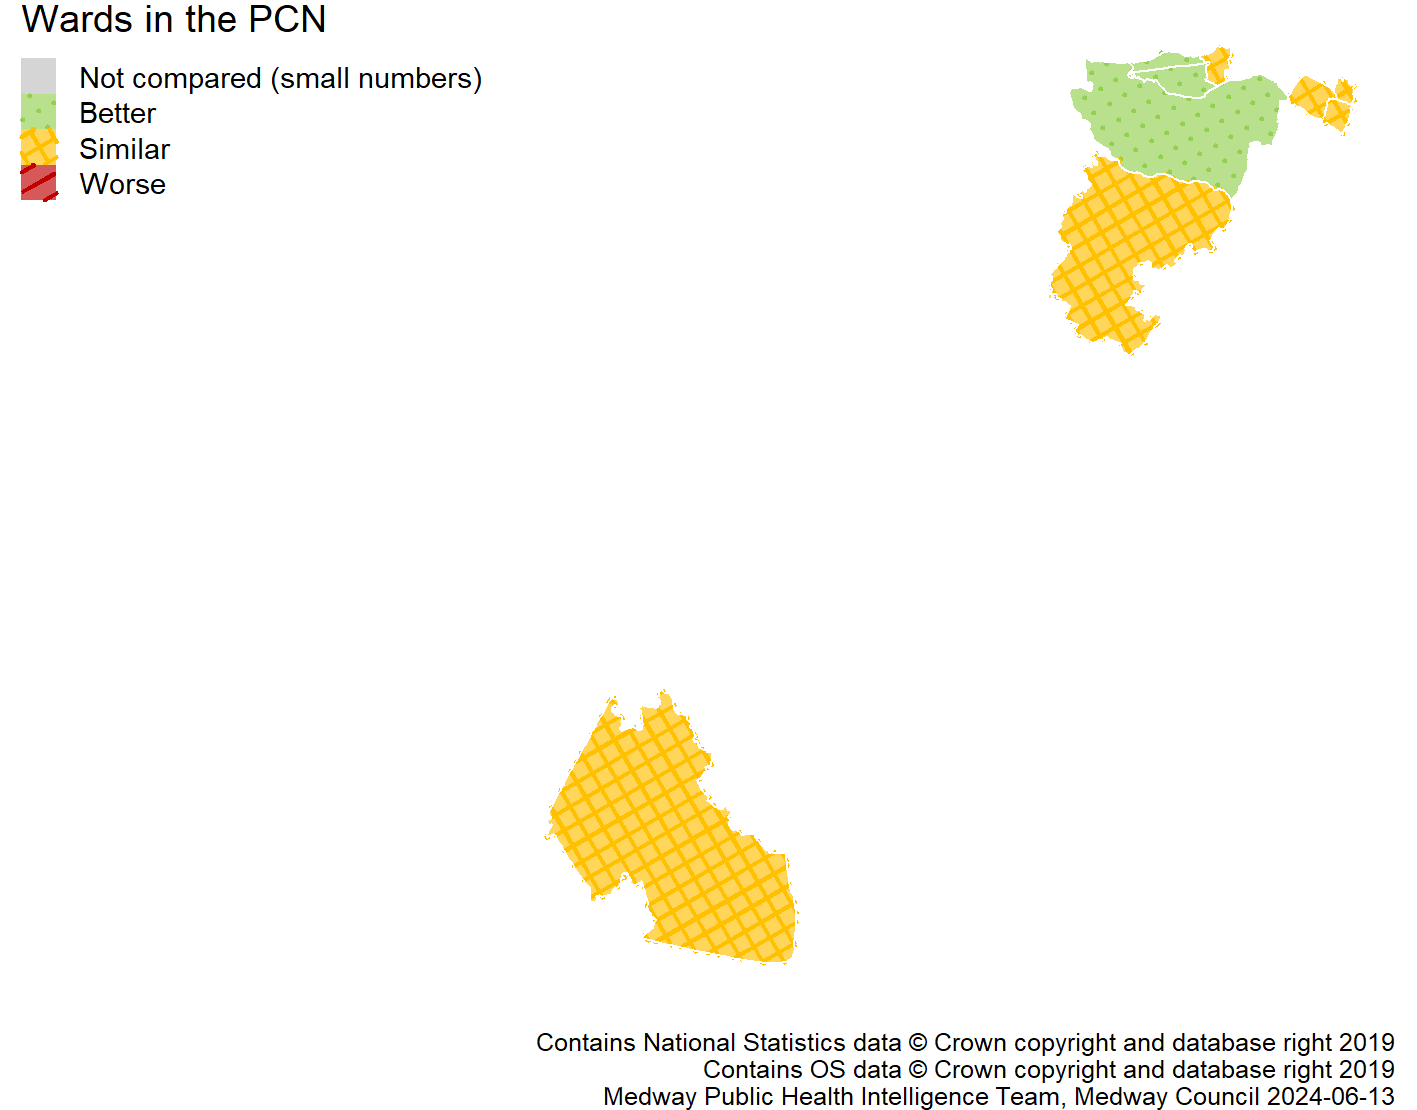 Wards in the PCN
Not compared (small numbers)
Better
Similar
Worse
Contains National Statistics data © Crown copyright and database right 2019
Contains OS data © Crown copyright and database right 2019
Medway Public Health Intelligence Team, Medway Council 2024-06-13